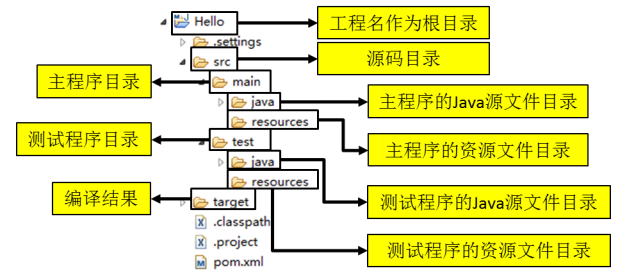 Hello
工程名作为根目录
.settings
src
源码目录
主程序目录
main
java
主程序的Java源文件目录
resources
测试程序目录
test
主程序的资源文件目录
java
resources
编译结果
target
测试程序的Java源文件目录
.classpath
.project
测试程序的资源文件目录
pom.xml